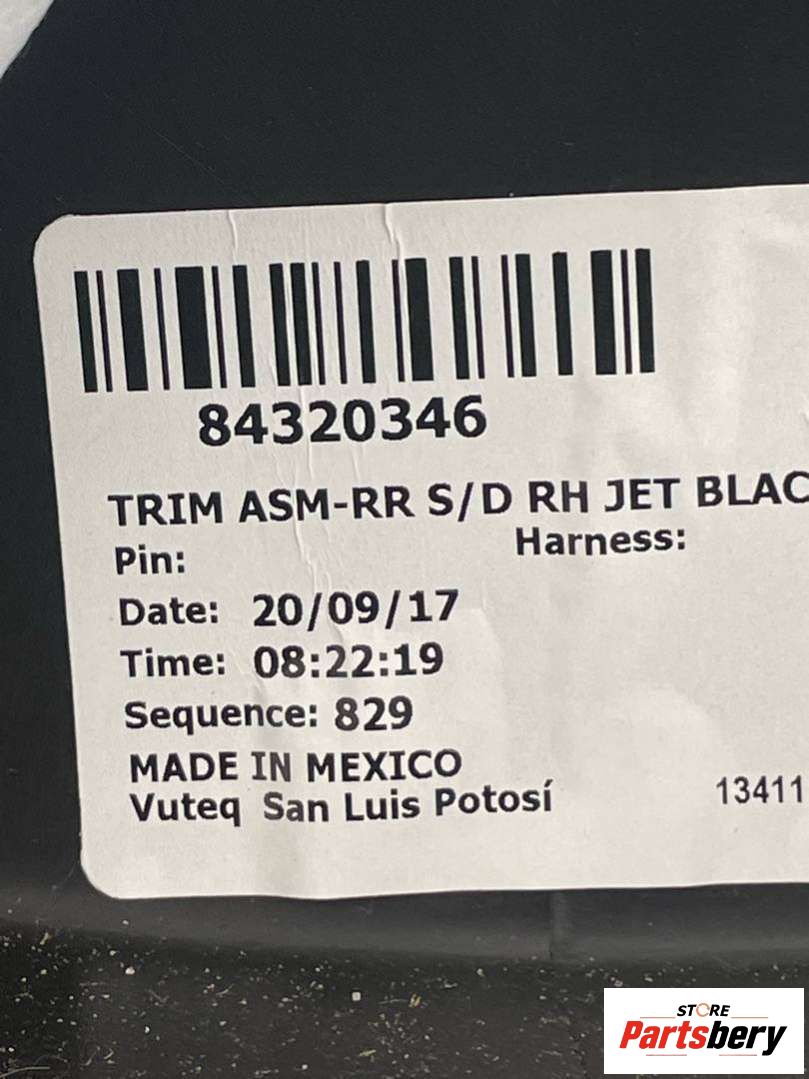 84320346
TRIM ASM-RR S/D RH JET BLAC
Pin:
Harness:
Date: 20/09/17
Time: 08:22:19
Sequence: 829
MADE IN MEXICO
Vuteq San Luis Potosí
13411
STORE
Partsbery